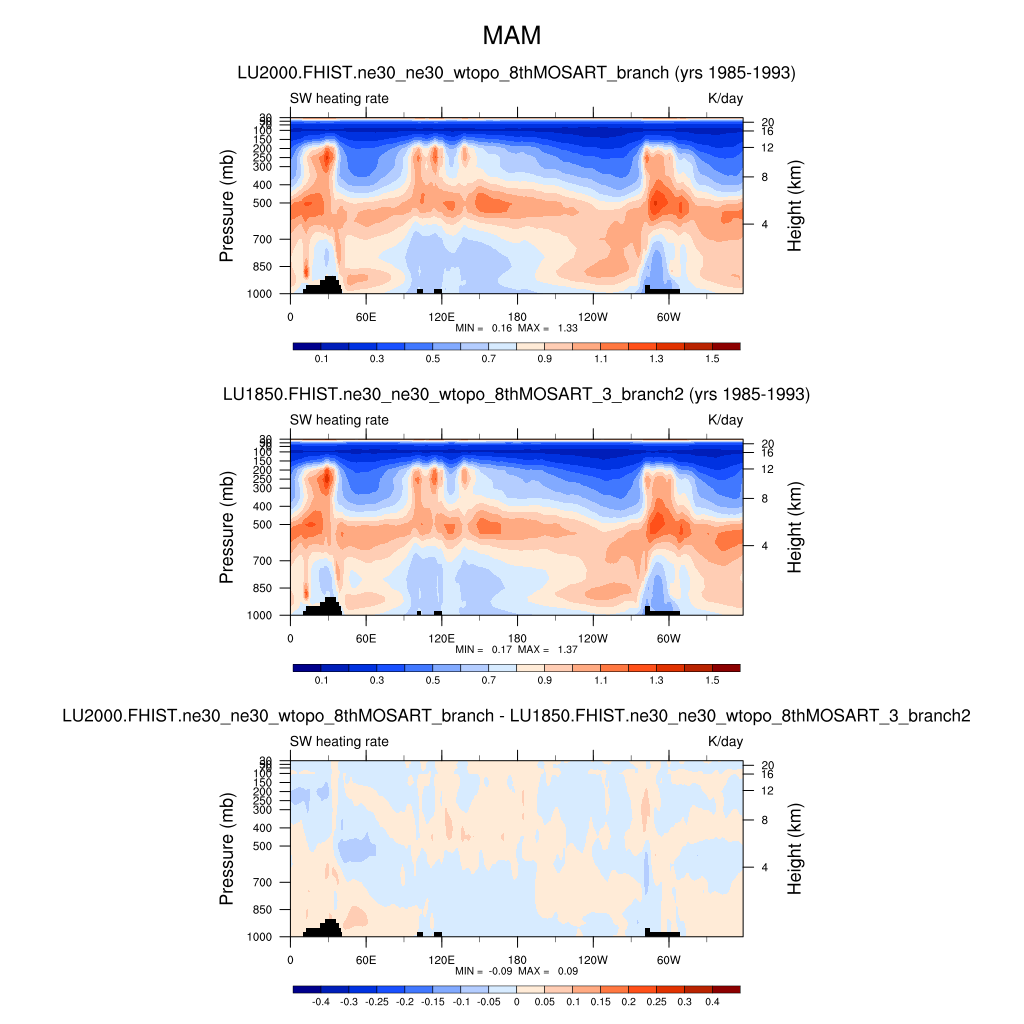 MAM
LU2000.FHIST.ne30_ne30_wtopo_8thMOSART_branch (yrs 1985-1993)
SW heating rate K/day
Pressure (mb)
30
100
150
200
250
300
400
500
700
850
1000
20
16
12
8
4
Height (km)
0 60E 120E 180 120W 60W
MIN = 0.16 MAX = 1.33
0.1 0.3 0.5 0.7 0.9 1.1 1.3 1.5
LU1850.FHIST.ne30_ne30_wtopo_8thMOSART_3_branch2 (yrs 1985-1993)
SW heating rate K/day
Pressure (mb)
30
100
150
200
250
300
400
500
700
850
1000
20
16
12
8
4
Height (km)
0 60E 120E 180 120W 60W
MIN = 0.17 MAX = 1.37
0.1 0.3 0.5 0.7 0.9 1.1 1.3 1.5
LU2000.FHIST.ne30_ne30_wtopo_8thMOSART_branch - LU1850.FHIST.ne30_ne30_wtopo_8thMOSART_3_branch2
SW heating rate K/day
Pressure (mb)
30
100
150
200
250
300
400
500
700
850
1000
20
16
12
8
4
Height (km)
0 60E 120E 180 120W 60W
MIN = -0.09 MAX = 0.09
-0.4 -0.3 -0.25 -0.2 -0.15 -0.1 -0.05 0 0.05 0.1 0.15 0.2 0.25 0.3 0.4